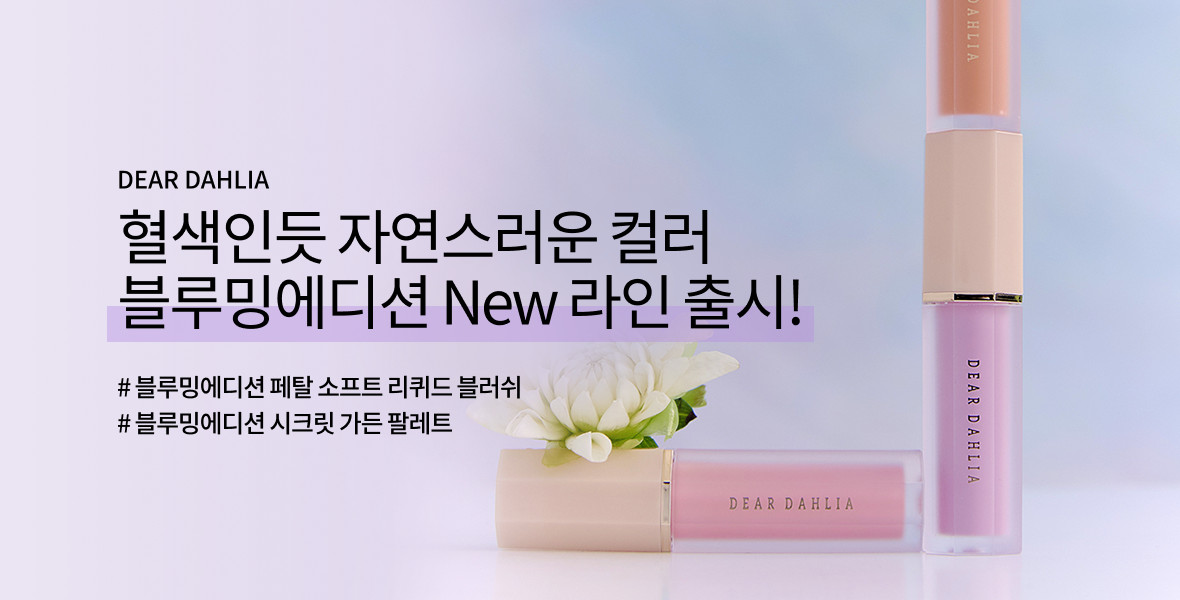 DEAR DAHLIA
혈색인듯 자연스러운 컬러
블루밍에디션 New 라인 출시!
# 블루밍에디션 페탈 소프트 리퀴드 블러쉬
# 블루밍에디션 시크릿 가든 팔레트
DAHLIA
DEAR DAHLIA
DEAR DAHLIA